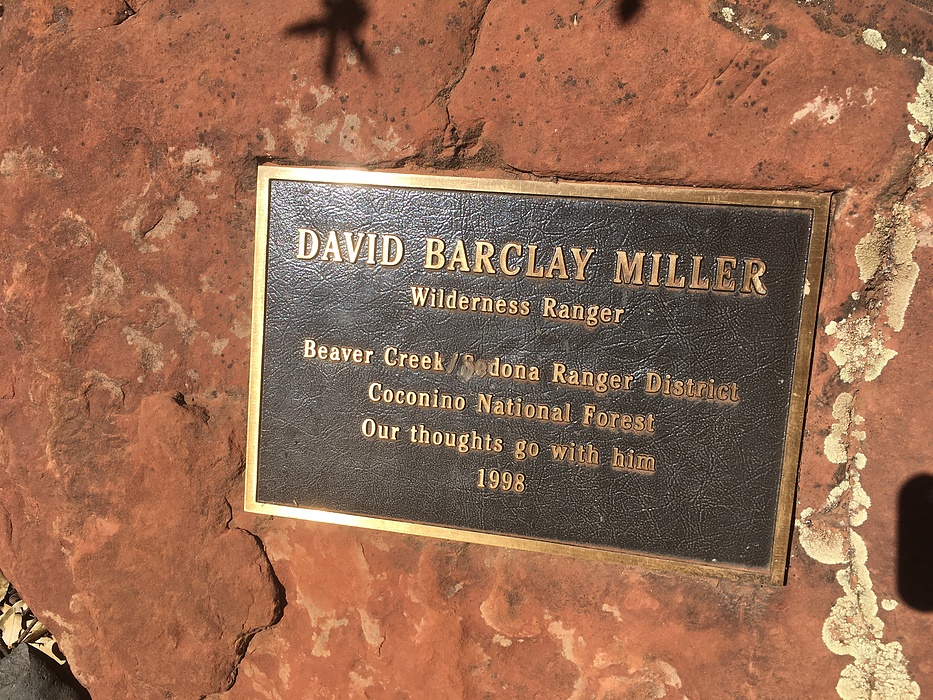 DAVID BARCLAY MILLER
Wilderness Ranger
Beaver Creek/Sedona Ranger District
Coconino National Forest
Our thoughts go with him
1998